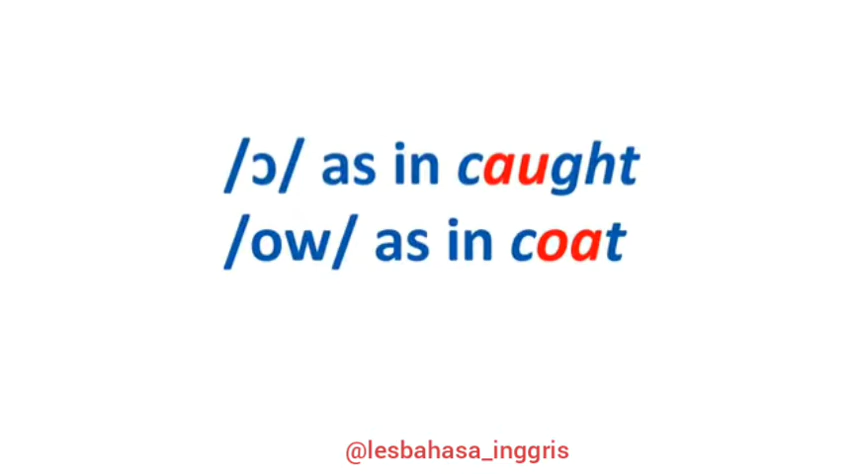 /ɔ/ as in caught
/ow/ as in coat
@lesbahasa_inggris